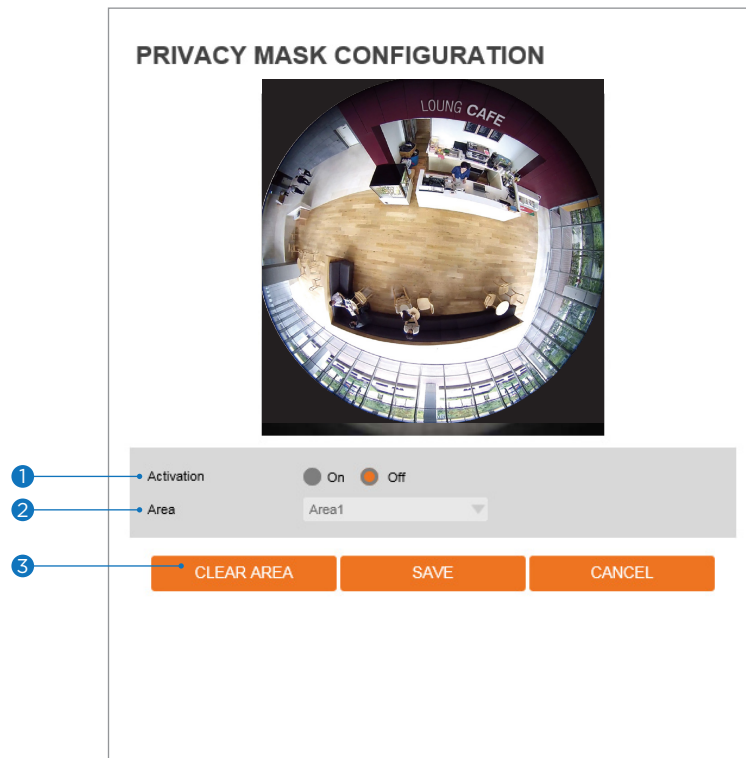 PRIVACY MASK CONFIGURATION
LOUNG CAFE
1 Activation On Off
2 Area Area1
3 CLEAR AREA SAVE CANCEL